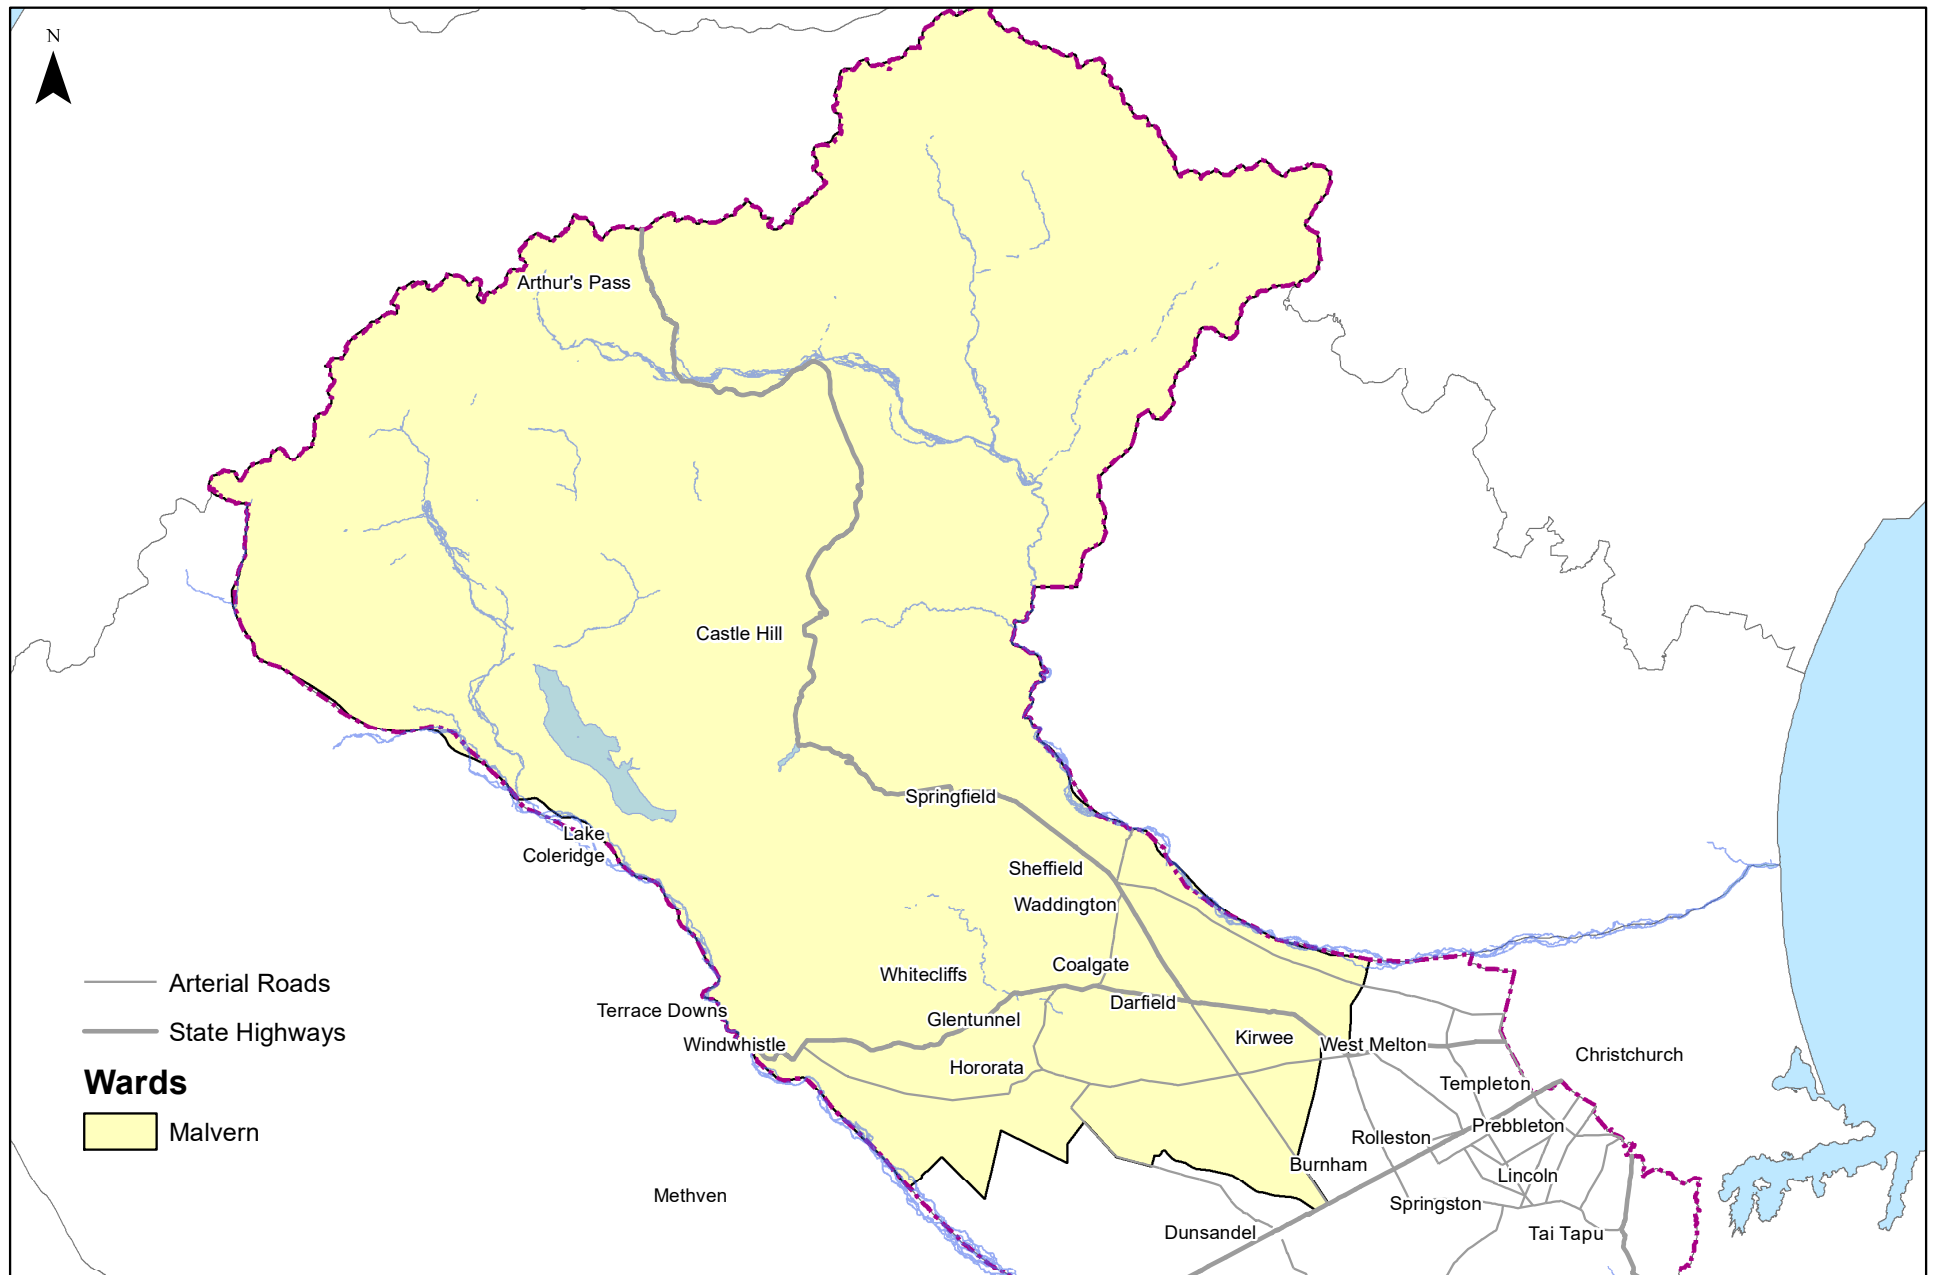 N
Arthur's Pass
Castle Hill
Springfield
Lake
Coleridge
Sheffield
Waddington
Whitecliffs
Coalgate
Arterial Roads
Terrace Downs
Darfield
Glentunnel
State Highways
Windwhistle
Kirwee
West Melton
Christchurch
Hororata
Wards
Templeton
Malvern
Prebbleton
Rolleston
Burnham
Lincoln
Methven
Springston
Dunsandel
Tai Tapu